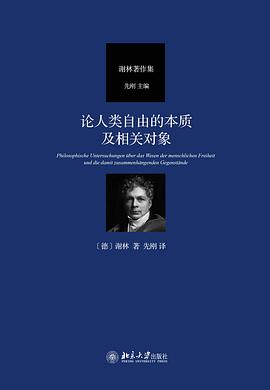 谢林著作集
先刚 主编
论人类自由的本质
及相关对象
Philosophische Untersuchungen über das Wesen der menschlichen Freiheit
und die damit zusammenhängenden Gegenstände
〔德〕谢林 著 先刚 译
北京大学出版社
PEKING UNIVERSITY PRESS